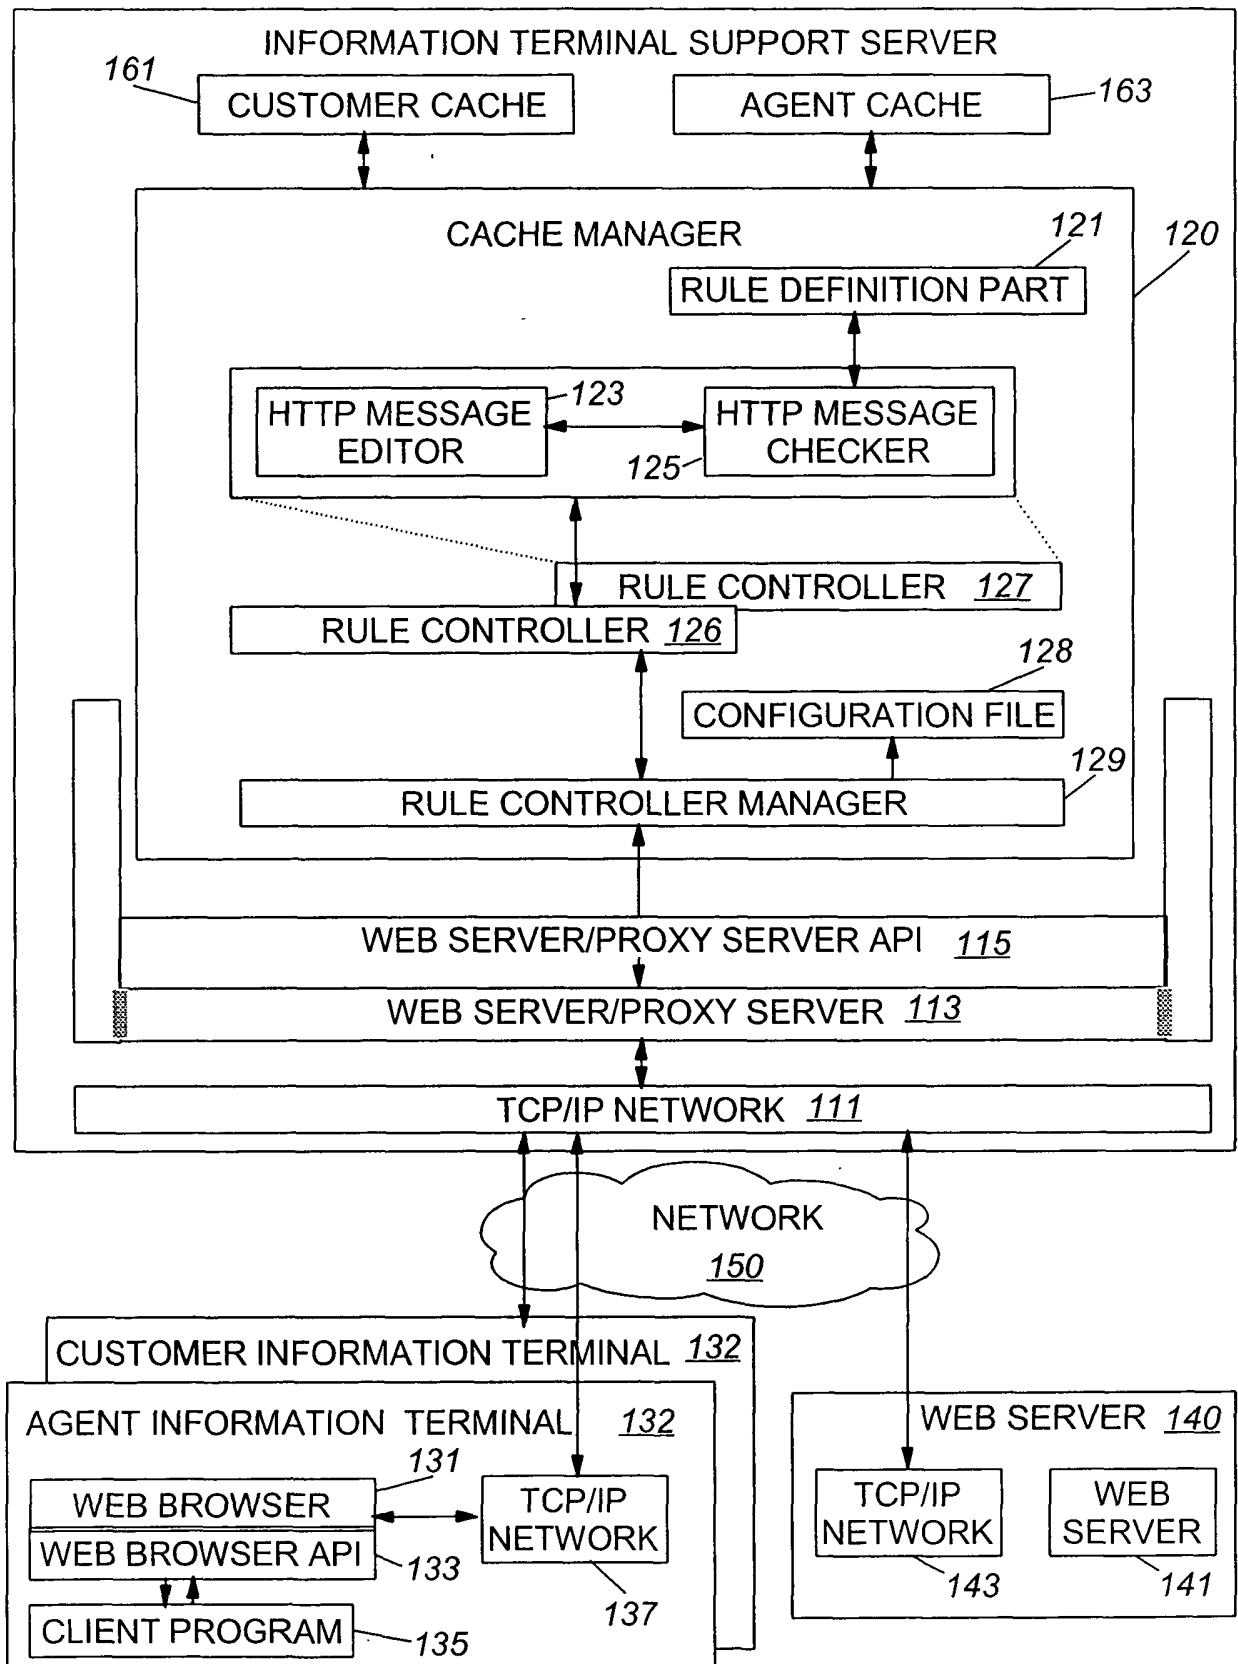 INFORMATION TERMINAL SUPPORT SERVER
161
CUSTOMER CACHE
AGENT CACHE
163
CACHE MANAGER
121
120
RULE DEFINITION PART
HTTP MESSAGE
EDITOR
123
HTTP MESSAGE
CHECKER
125
RULE CONTROLLER 127
RULE CONTROLLER 126
128
CONFIGURATION FILE
129
RULE CONTROLLER MANAGER
WEB SERVER/PROXY SERVER API 115
WEB SERVER/PROXY SERVER 113
TCP/IP NETWORK 111
NETWORK
150
CUSTOMER INFORMATION TERMINAL 132
AGENT INFORMATION TERMINAL 132
131
WEB BROWSER
WEB BROWSER API
133
CLIENT PROGRAM
135
TCP/IP
NETWORK
137
WEB SERVER 140
TCP/IP
NETWORK
143
WEB
SERVER
141